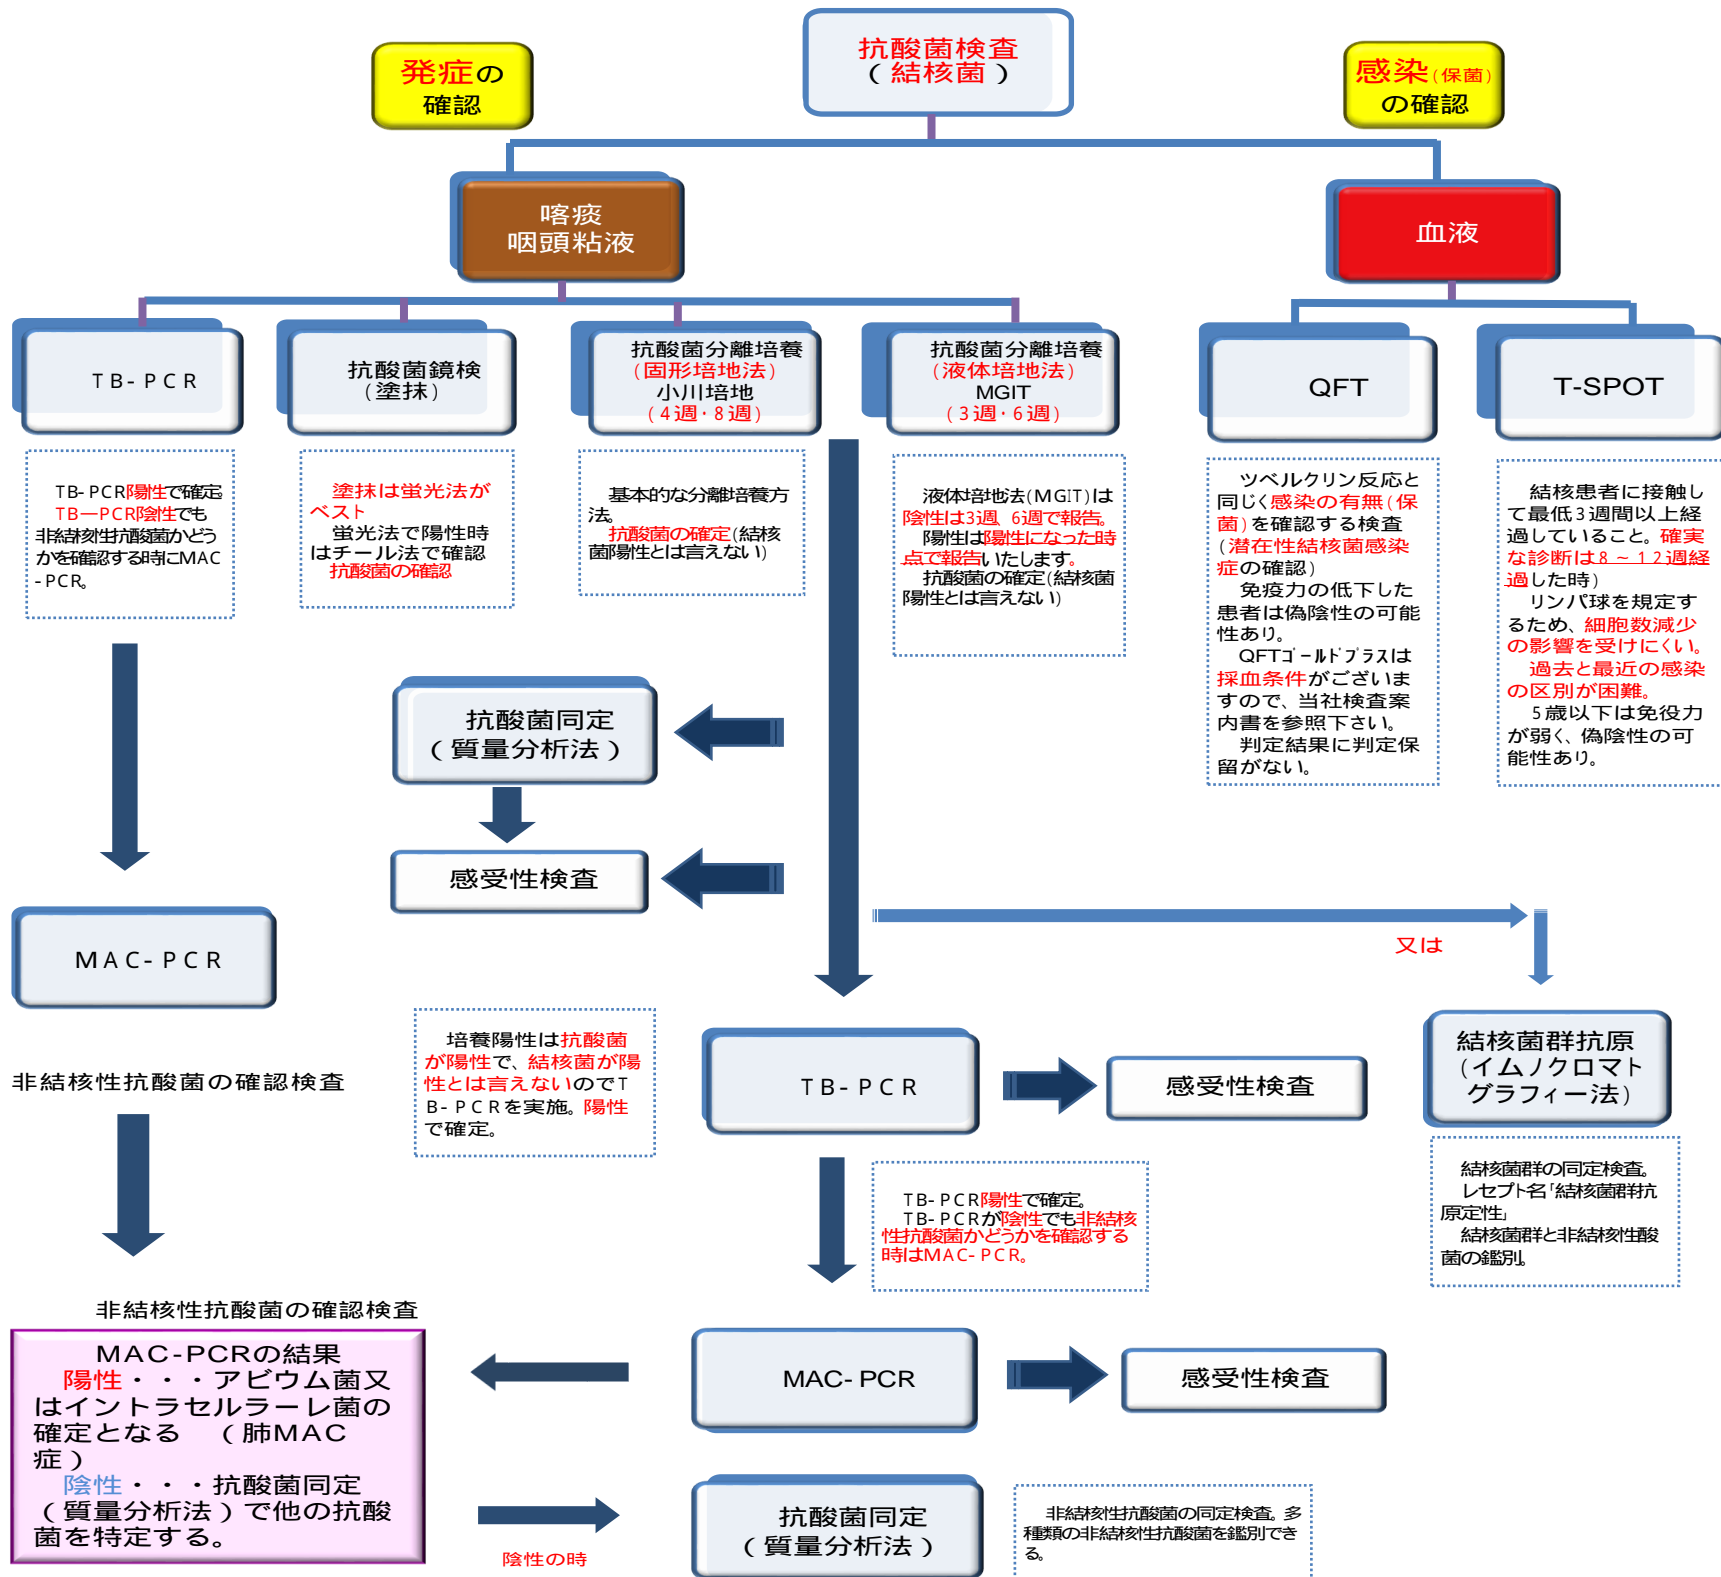 発症の
確認
抗酸菌検査
(結核菌)
感染(保菌)
の確認
喀痰
咽頭粘液
血液
TB-PCR
抗酸菌鏡検
(塗抹)
抗酸菌分離培養
(固形培地法)
小川培地
(4週・8週)
抗酸菌分離培養
(液体培地法)
MGIT
(3週・6週)
QFT
T-SPOT
TB-PCR陽性で確定。
TB―PCR陰性でも
非結核性抗酸菌かどう
かを確認する時にMAC
-PCR。
塗抹は蛍光法が
ベスト
蛍光法で陽性時
はチール法で確認
抗酸菌の確認
基本的な分離培養方
法。
抗酸菌の確定(結核
菌陽性とは言えない)
液体培地法(MGIT)は
陰性は3週、6週で報告。
陽性は陽性になった時
点で報告いたします。
抗酸菌の確定(結核菌
陽性とは言えない)
ツベルクリン反応と
同じく感染の有無(保
菌)を確認する検査
(潜在性結核菌感染
症の確認)
免疫力の低下した
患者は偽陰性の可能
性あり。
QFTゴールドプラスは
採血条件がございま
すので、当社検査案
内書を参照下さい。
判定結果に判定保
留がない。
結核患者に接触し
て最低3週間以上経
過していること。確実
な診断は8～12週経
過した時)
リンパ球を規定す
るため、細胞数減少
の影響を受けにくい。
過去と最近の感染
の区別が困難。
5歳以下は免役力
が弱く、偽陰性の可
能性あり。
抗酸菌同定
(質量分析法)
感受性検査
MAC-PCR
又は
培養陽性は抗酸菌
が陽性で、結核菌が陽
性とは言えないのでT
B-PCRを実施。陽性
で確定。
TB-PCR
感受性検査
結核菌群抗原
(イムノクロマト
グラフィー法)
非結核性抗酸菌の確認検査
TB-PCR陽性で確定。
TB-PCRが陰性でも非結核
性抗酸菌かどうかを確認する
時はMAC-PCR。
結核菌群の同定検査。
レセプト名「結核菌群抗
原定性」
結核菌群と非結核性酸
菌の鑑別。
非結核性抗酸菌の確認検査
MAC-PCRの結果
陽性・・・アビウム菌又
はイントラセルラーレ菌の
確定となる (肺MAC
症)
陰性・・・抗酸菌同定
(質量分析法)で他の抗酸
菌を特定する。
MAC-PCR
感受性検査
陰性の時
抗酸菌同定
(質量分析法)
非結核性抗酸菌の同定検査。多
種類の非結核性抗酸菌を鑑別でき
る。